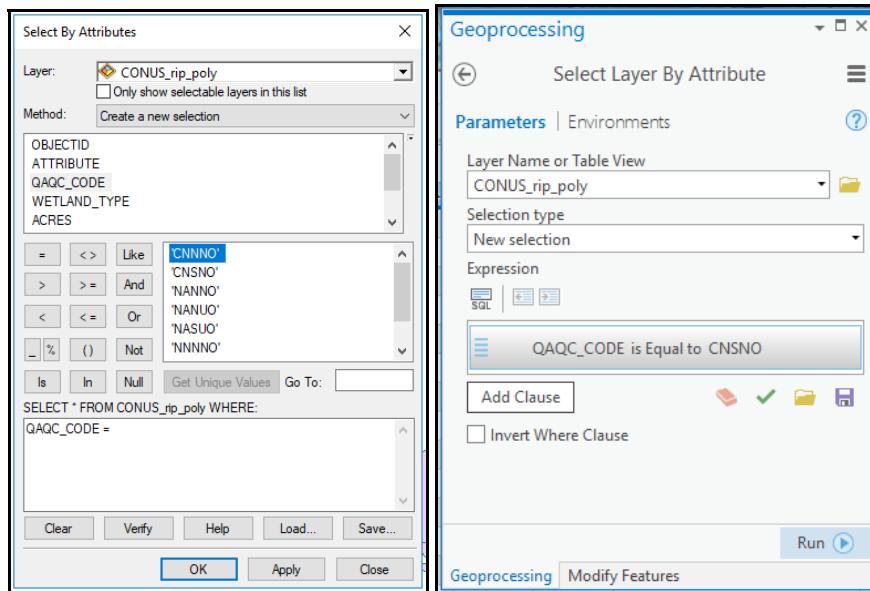 Select By Attributes
Layer: CONUS_rip_poly
Only show selectable layers in this list
Method: Create a new selection
OBJECTID
ATTRIBUTE
QAQC_CODE
WETLAND_TYPE
ACRES
= < > Like
> > = And
< < = Or
_ % ( ) Not
Is In Null
'CNNNO'
'CNSNO'
'NANNO'
'NANUO'
'NASUO'
'NNNNO'
Get Unique Values Go To:
SELECT * FROM CONUS_rip_poly WHERE:
QAQC_CODE =
Clear Verify Help Load... Save...
OK Apply Close
Geoprocessing
Select Layer By Attribute
Parameters | Environments
?
Layer Name or Table View
CONUS_rip_poly
Selection type
New selection
Expression
SQL
QAQC_CODE is Equal to CNSNO
Add Clause
Invert Where Clause
Run
Geoprocessing Modify Features